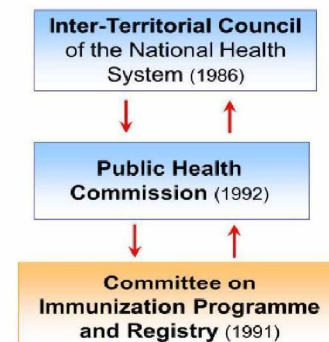 Inter-Territorial Council
of the National Health
System (1986)
Public Health
Commission (1992)
Committee on
Immunization Programme
and Registry (1991)